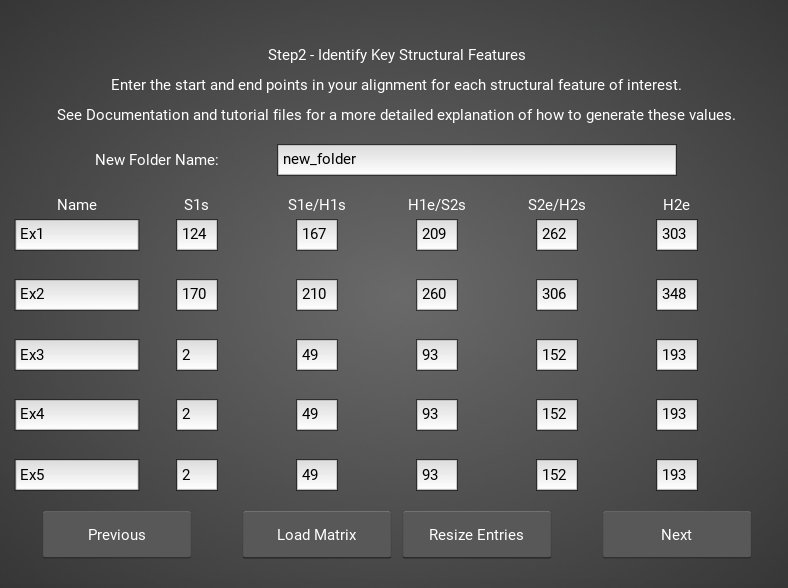 Step2 - Identify Key Structural Features
Enter the start and end points in your alignment for each structural feature of interest.
See Documentation and tutorial files for a more detailed explanation of how to generate these values.
New Folder Name: new_folder
Name S1s S1e/H1s H1e/S2s S2e/H2s H2e
Ex1 124 167 209 262 303
Ex2 170 210 260 306 348
Ex3 2 49 93 152 193
Ex4 2 49 93 152 193
Ex5 2 49 93 152 193
Previous Load Matrix Resize Entries Next